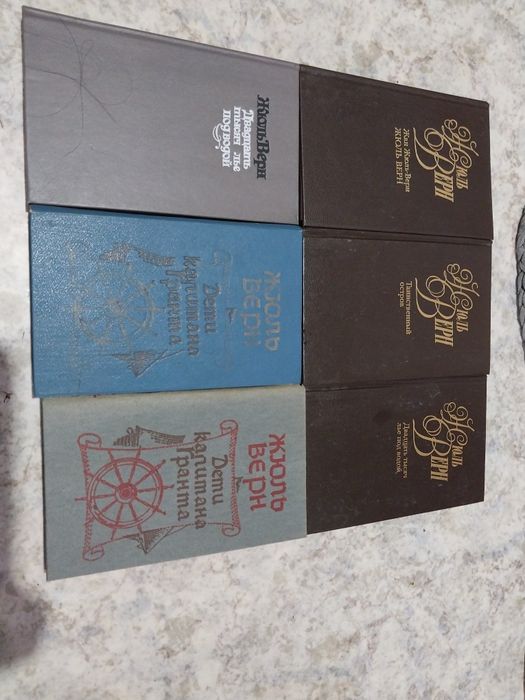 Жюль Верн
Двадцать
тысяч лье
под водой
Жюль
Верн
Жан Жюль-Верн
ЖЮЛЬ ВЕРН
ЖЮЛЬ
ВЕРН
Дети
капитана
Гранта
Жюль
Верн
Таинственный
остров
ЖЮЛЬ
ВЕРН
Дети
капитана
Гранта
Жюль
Верн
Двадцать тысяч
лье под водой